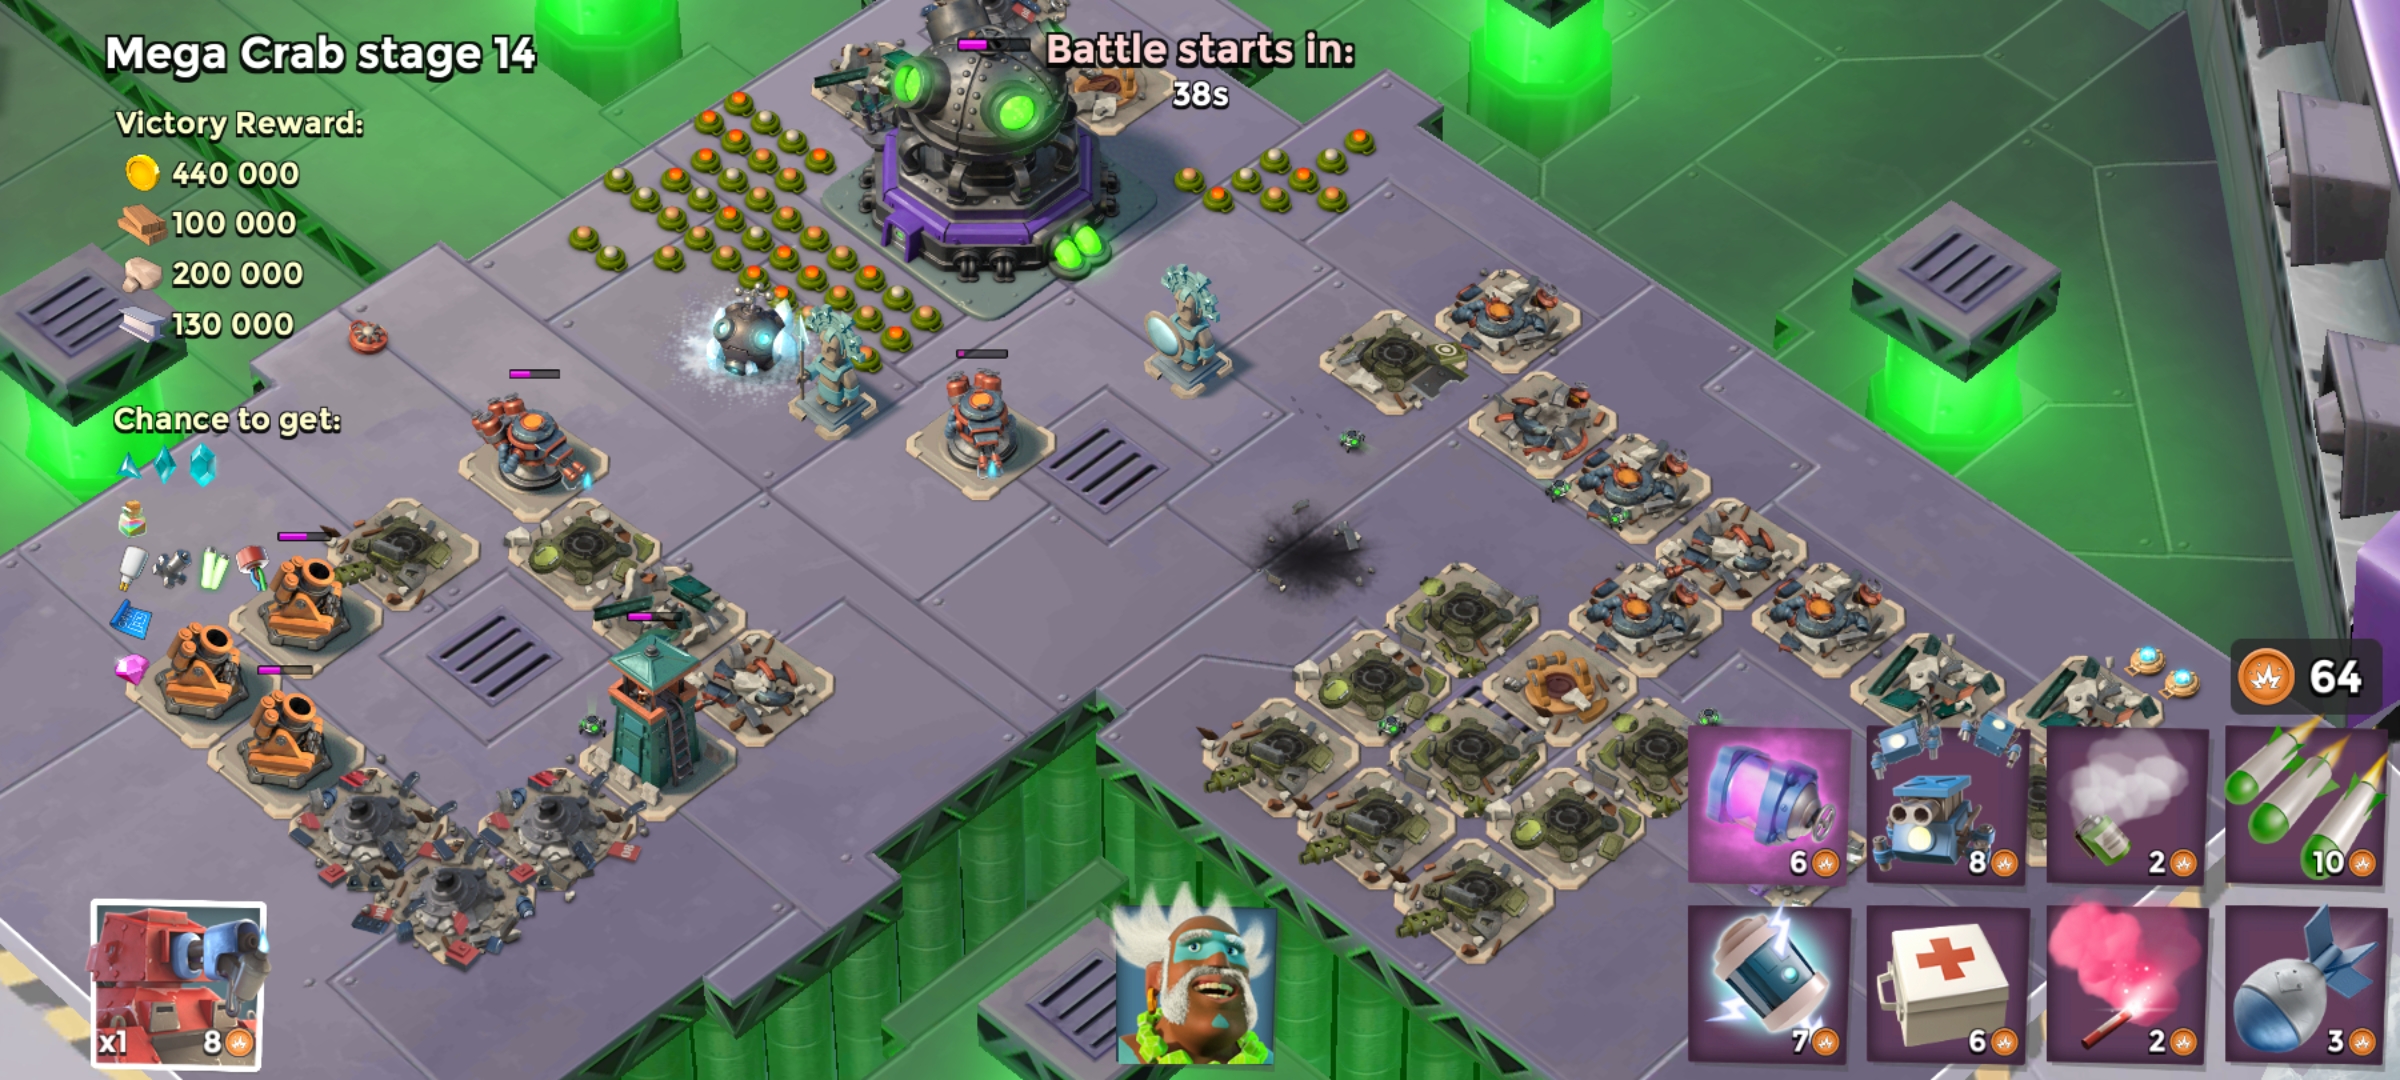 Mega Crab stage 14
Battle starts in:
38s
Victory Reward:
440 000
100 000
200 000
130 000
Chance to get:
64
6
8
2
10
7
6
2
3
x1
8